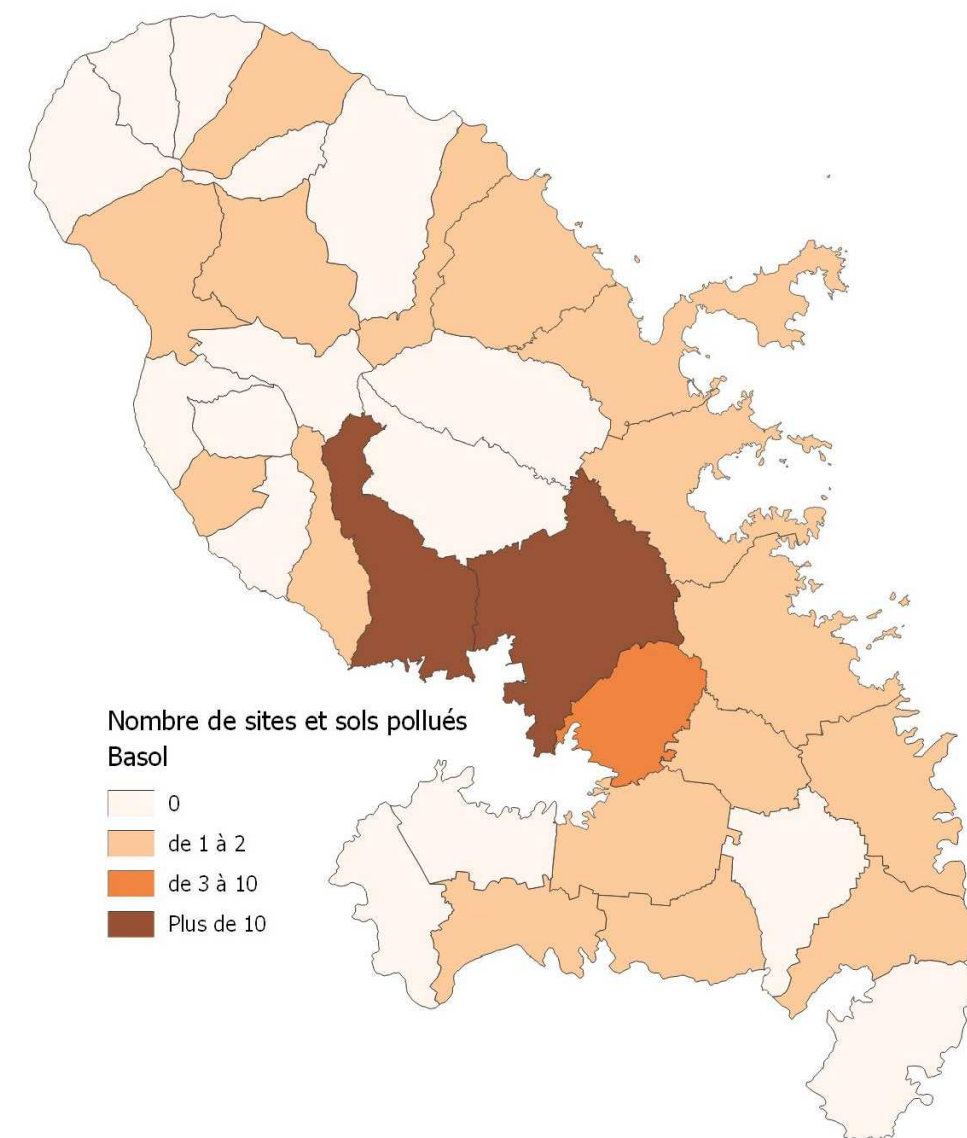 Nombre de sites et sols pollués
Basol
0
de 1 à 2
de 3 à 10
Plus de 10